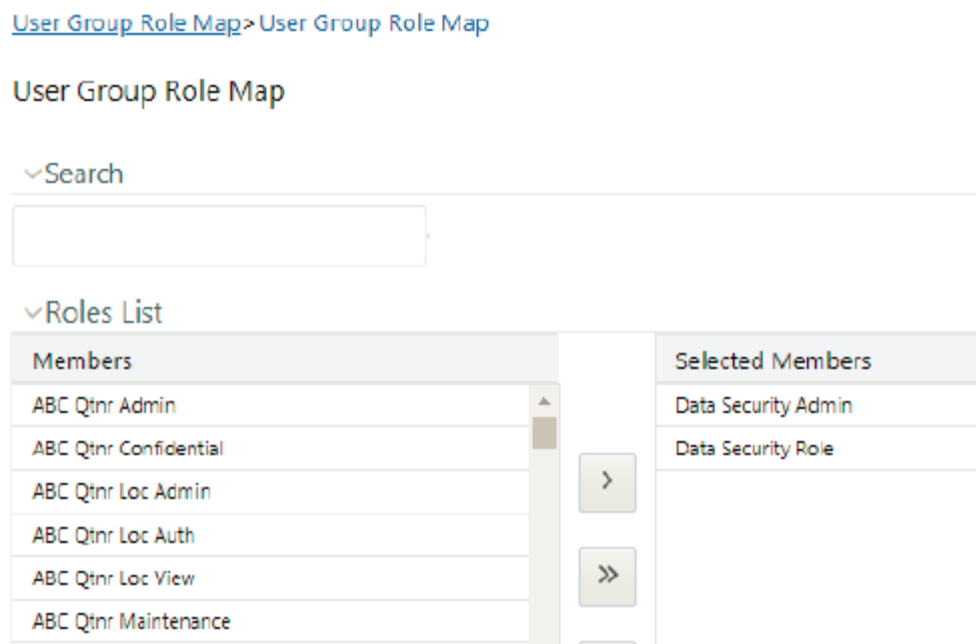 User Group Role Map>User Group Role Map
User Group Role Map
Search
Roles List
Members
Selected Members
ABC Qtnr Admin
Data Security Admin
ABC Qtnr Confidential
Data Security Role
ABC Qtnr Loc Admin
ABC Qtnr Loc Auth
ABC Qtnr Loc View
ABC Qtnr Maintenance